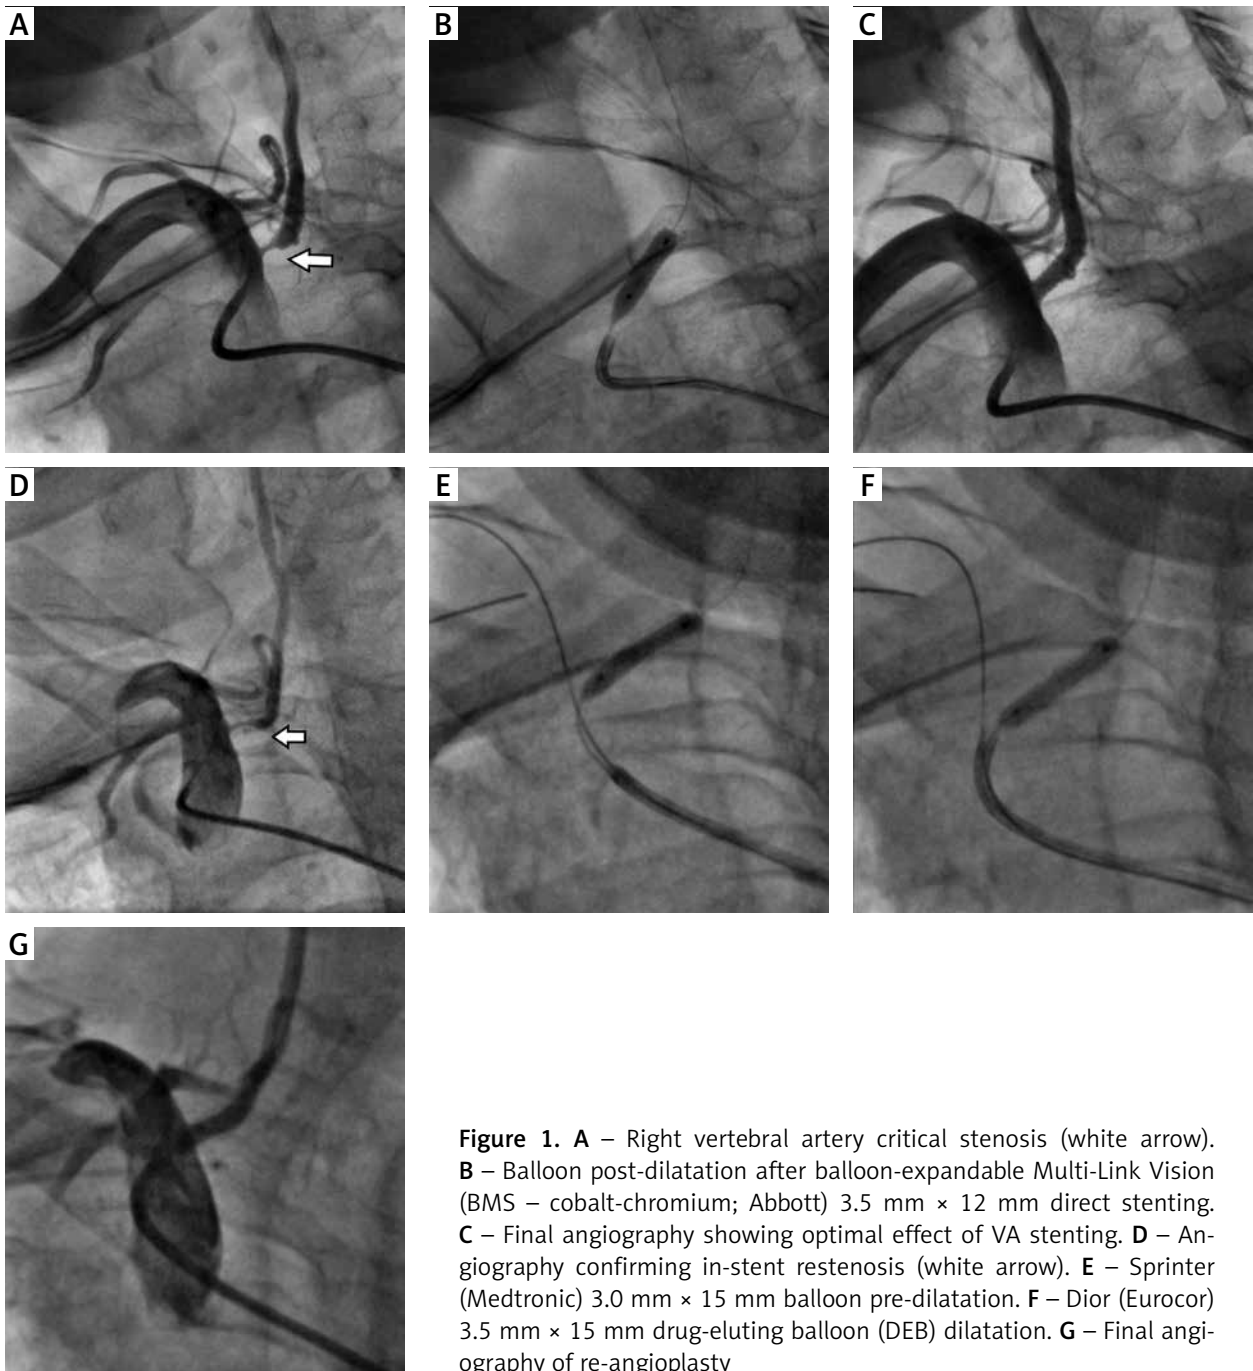 A
B
C
D
E
F
G
Figure 1. A – Right vertebral artery critical stenosis (white arrow).
B – Balloon post-dilatation after balloon-expandable Multi-Link Vision
(BMS – cobalt-chromium; Abbott) 3.5 mm × 12 mm direct stenting.
C – Final angiography showing optimal effect of VA stenting. D – An-
giography confirming in-stent restenosis (white arrow). E – Sprinter
(Medtronic) 3.0 mm × 15 mm balloon pre-dilatation. F – Dior (Eurocor)
3.5 mm × 15 mm drug-eluting balloon (DEB) dilatation. G – Final angi-
ography of re-angioplasty